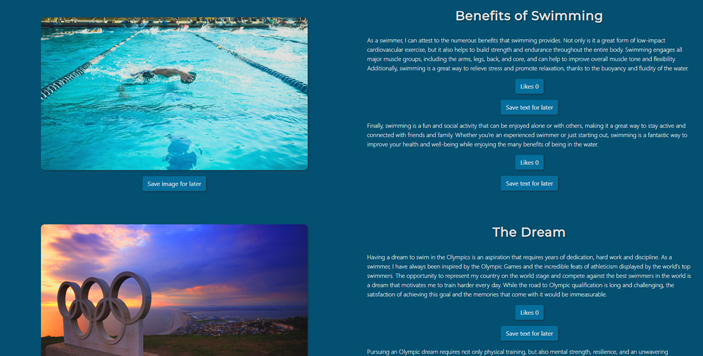 Benefits of Swimming
As a swimmer, I can attest to the numerous benefits that swimming provides. Not only is it a great form of low-impact
cardiovascular exercise, but it also helps to build strength and endurance throughout the entire body. Swimming engages all
major muscle groups, including the arms, legs, back, and core, and can help to improve overall muscle tone and flexibility.
Additionally, swimming is a great way to relieve stress and promote relaxation, thanks to the buoyancy and fluidity of the water.
Likes 0
Save text for later
Finally, swimming is a fun and social activity that can be enjoyed alone or with others, making it a great way to stay active and
connected with friends and family. Whether you're an experienced swimmer or just starting out, swimming is a fantastic way to
improve your health and well-being while enjoying the many benefits of being in the water.
Likes 0
Save image for later
Save text for later
The Dream
Having a dream to swim in the Olympics is an aspiration that requires years of dedication, hard work and discipline. As a
swimmer, I have always been inspired by the Olympic Games and the incredible feats of athleticism displayed by the world's top
swimmers. The opportunity to represent my country on the world stage and compete against the best swimmers in the world is
a dream that motivates me to train harder every day. While the road to Olympic qualification is long and challenging, the
satisfaction of achieving this goal and the memories that come with it would be immeasurable.
Likes 0
Save text for later
Pursuing an Olympic dream requires not only physical training, but also mental strength, resilience, and an unwavering